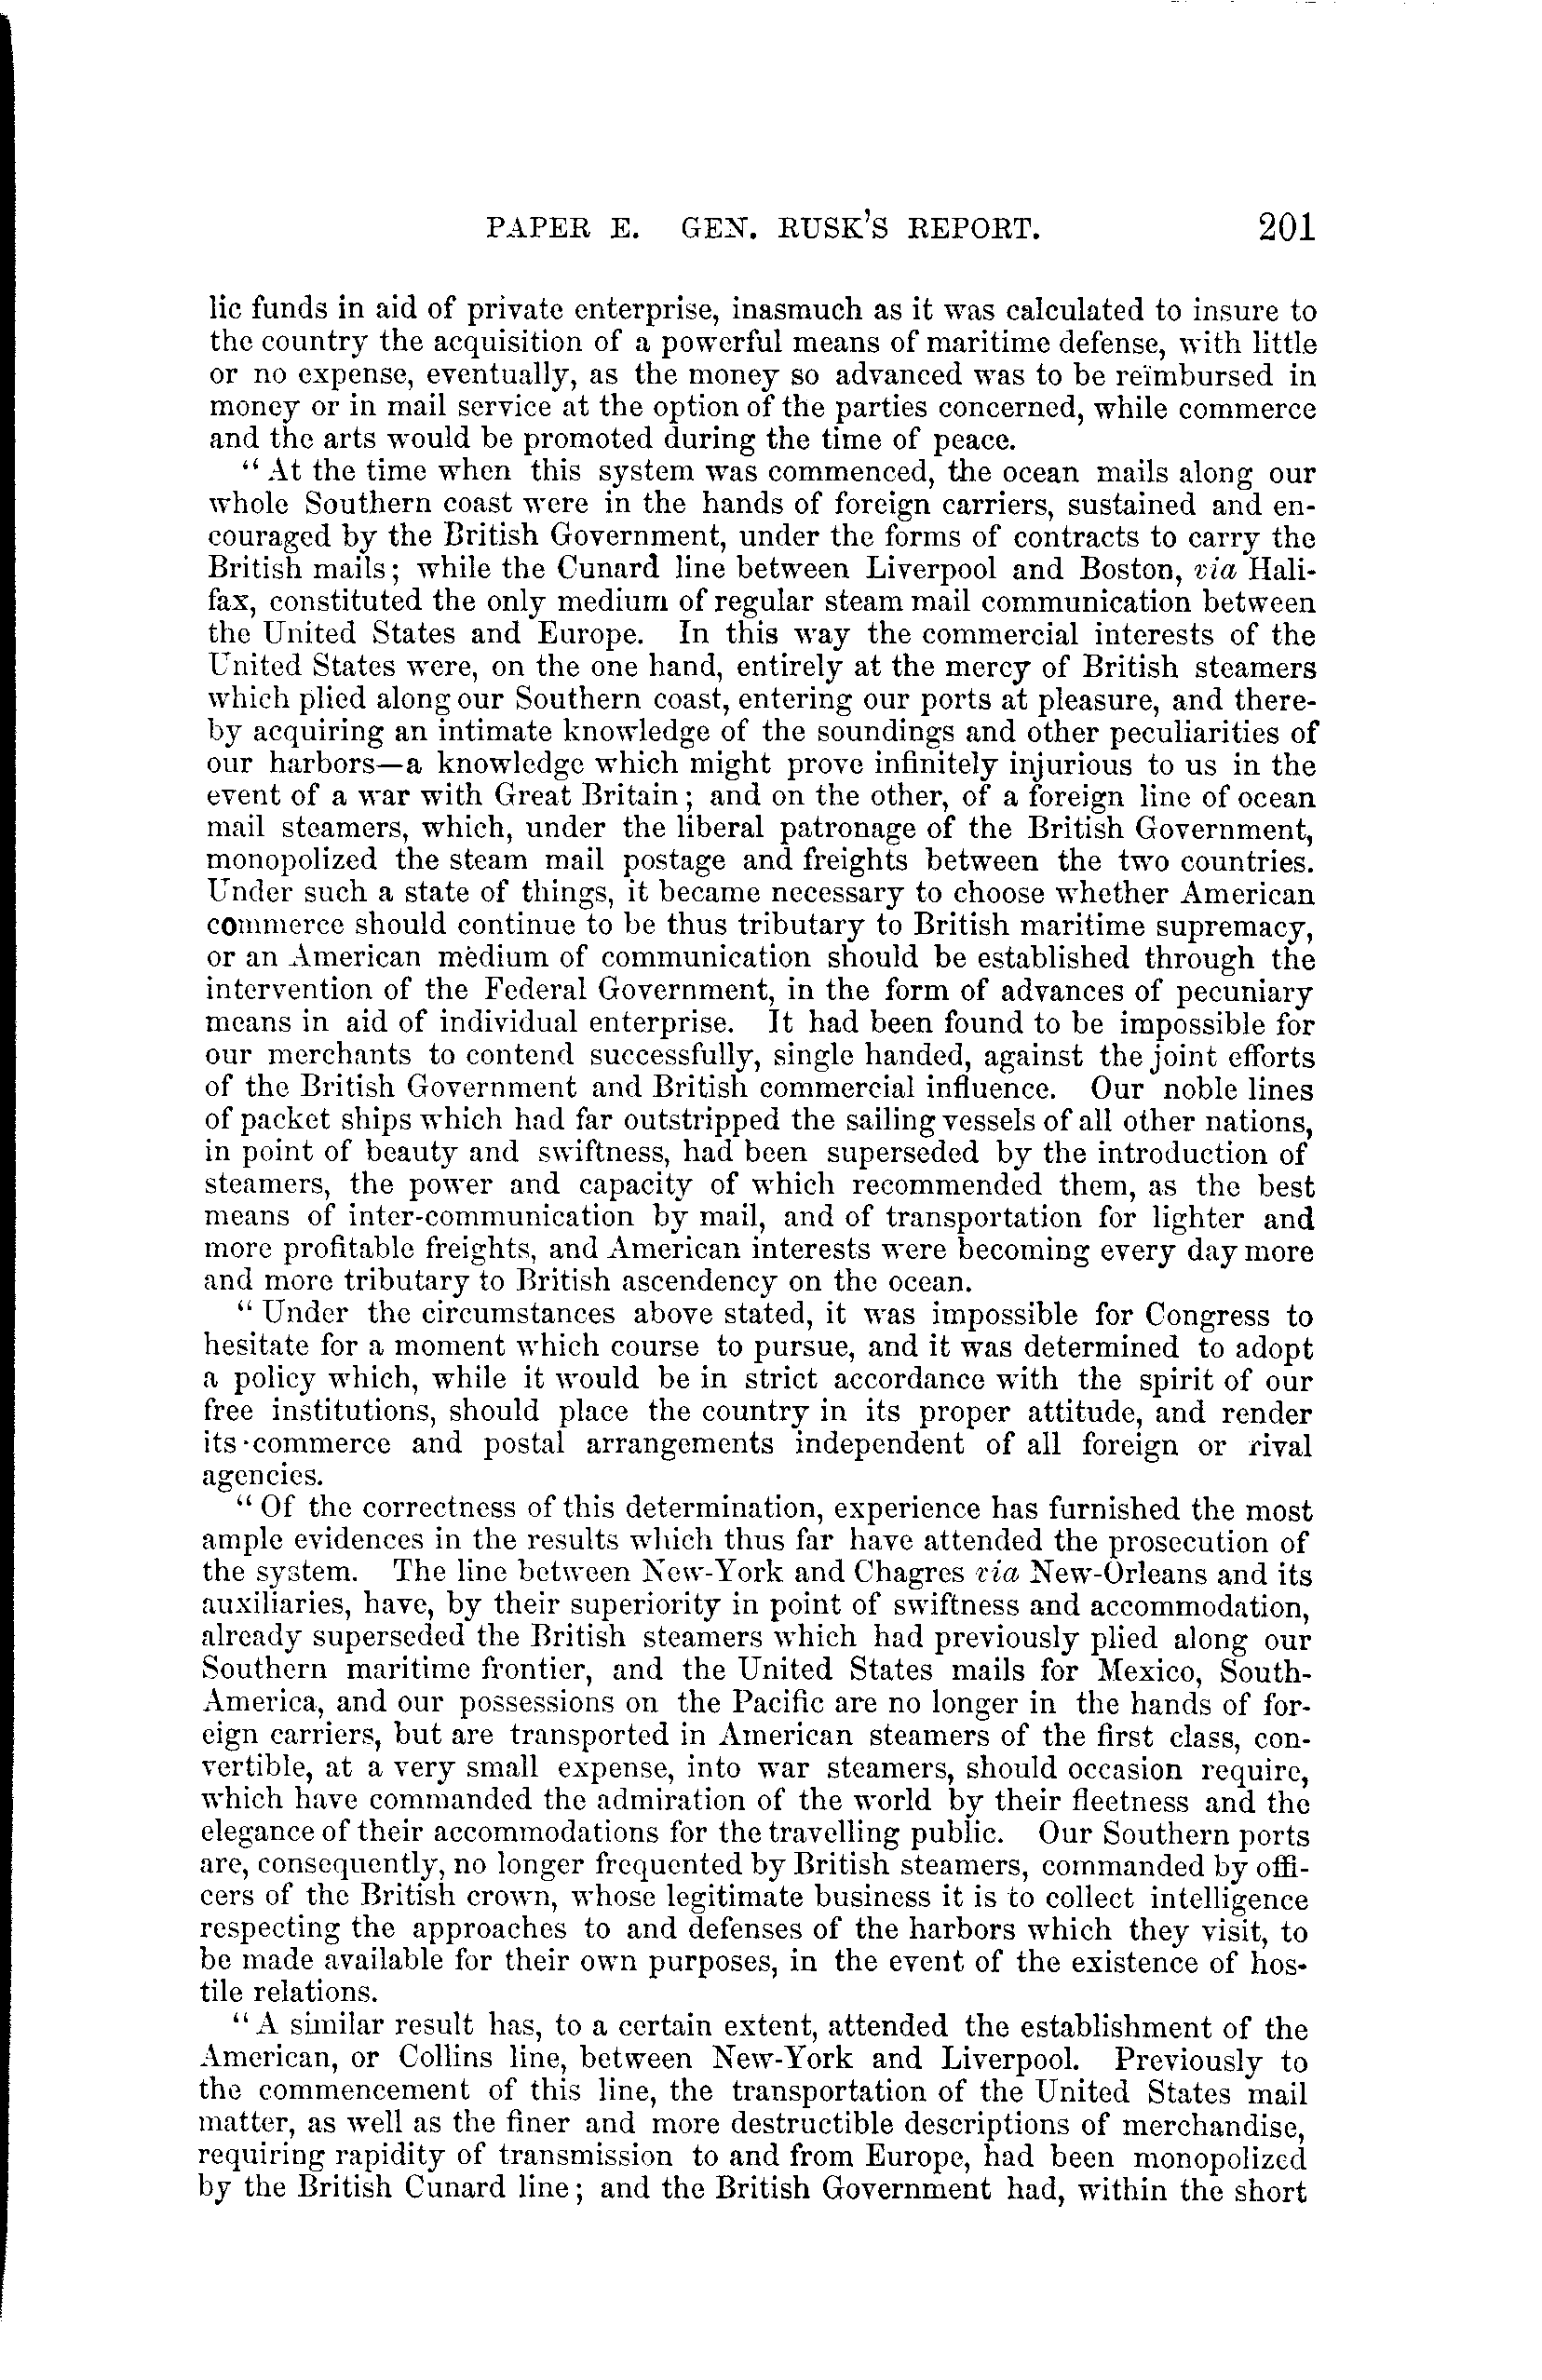 PAPER E. GEN. RUSK'S REPORT. 201
lic funds in aid of private enterprise, inasmuch as it was calculated to insure to
the country the acquisition of a powerful means of maritime defense, with little
or no expense, eventually, as the money so advanced was to be reïmbursed in
money or in mail service at the option of the parties concerned, while commerce
and the arts would be promoted during the time of peace.
"At the time when this system was commenced, the ocean mails along our
whole Southern coast were in the hands of foreign carriers, sustained and en-
couraged by the British Government, under the forms of contracts to carry the
British mails; while the Cunard line between Liverpool and Boston, via Hali-
fax, constituted the only medium of regular steam mail communication between
the United States and Europe. In this way the commercial interests of the
United States were, on the one hand, entirely at the mercy of British steamers
which plied along our Southern coast, entering our ports at pleasure, and there-
by acquiring an intimate knowledge of the soundings and other peculiarities of
our harbors—a knowledge which might prove infinitely injurious to us in the
event of a war with Great Britain; and on the other, of a foreign line of ocean
mail steamers, which, under the liberal patronage of the British Government,
monopolized the steam mail postage and freights between the two countries.
Under such a state of things, it became necessary to choose whether American
commerce should continue to be thus tributary to British maritime supremacy,
or an American medium of communication should be established through the
intervention of the Federal Government, in the form of advances of pecuniary
means in aid of individual enterprise. It had been found to be impossible for
our merchants to contend successfully, single handed, against the joint efforts
of the British Government and British commercial influence. Our noble lines
of packet ships which had far outstripped the sailing vessels of all other nations,
in point of beauty and swiftness, had been superseded by the introduction of
steamers, the power and capacity of which recommended them, as the best
means of inter-communication by mail, and of transportation for lighter and
more profitable freights, and American interests were becoming every day more
and more tributary to British ascendency on the ocean.
"Under the circumstances above stated, it was impossible for Congress to
hesitate for a moment which course to pursue, and it was determined to adopt
a policy which, while it would be in strict accordance with the spirit of our
free institutions, should place the country in its proper attitude, and render
its commerce and postal arrangements independent of all foreign or rival
agencies.
"Of the correctness of this determination, experience has furnished the most
ample evidences in the results which thus far have attended the prosecution of
the system. The line between New-York and Chagres via New-Orleans and its
auxiliaries, have, by their superiority in point of swiftness and accommodation,
already superseded the British steamers which had previously plied along our
Southern maritime frontier, and the United States mails for Mexico, South-
America, and our possessions on the Pacific are no longer in the hands of for-
eign carriers, but are transported in American steamers of the first class, con-
vertible, at a very small expense, into war steamers, should occasion require,
which have commanded the admiration of the world by their fleetness and the
elegance of their accommodations for the travelling public. Our Southern ports
are, consequently, no longer frequented by British steamers, commanded by offi-
cers of the British crown, whose legitimate business it is to collect intelligence
respecting the approaches to and defenses of the harbors which they visit, to
be made available for their own purposes, in the event of the existence of hos-
tile relations.
"A similar result has, to a certain extent, attended the establishment of the
American, or Collins line, between New-York and Liverpool. Previously to
the commencement of this line, the transportation of the United States mail
matter, as well as the finer and more destructible descriptions of merchandise,
requiring rapidity of transmission to and from Europe, had been monopolized
by the British Cunard line; and the British Government had, within the short